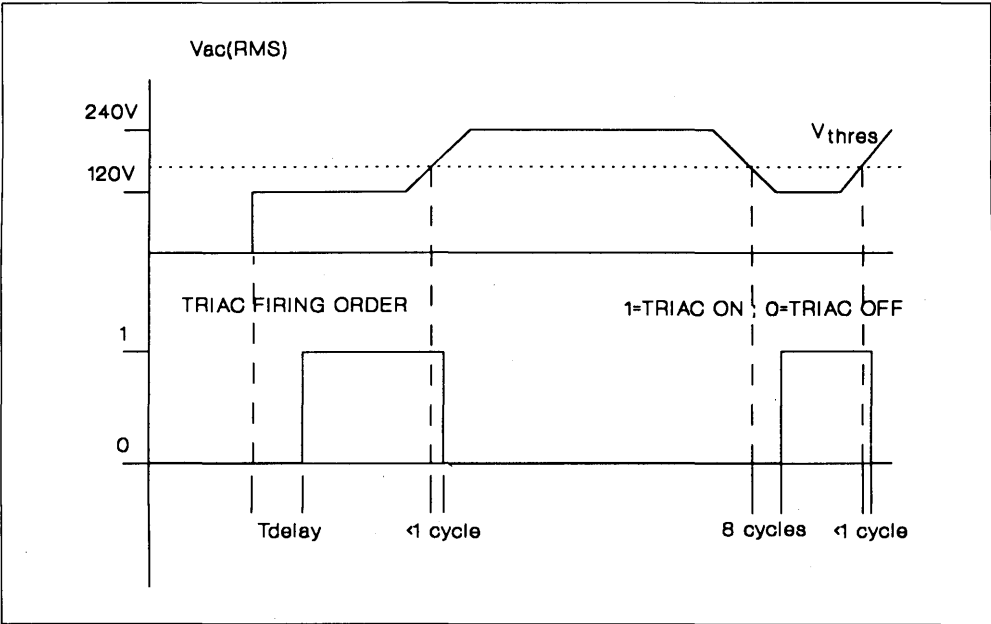 Vac(RMS)
240V
Vthres
120V
TRIAC FIRING ORDER
1=TRIAC ON ; 0=TRIAC OFF
1
0
Tdelay
<1 cycle
8 cycles
<1 cycle